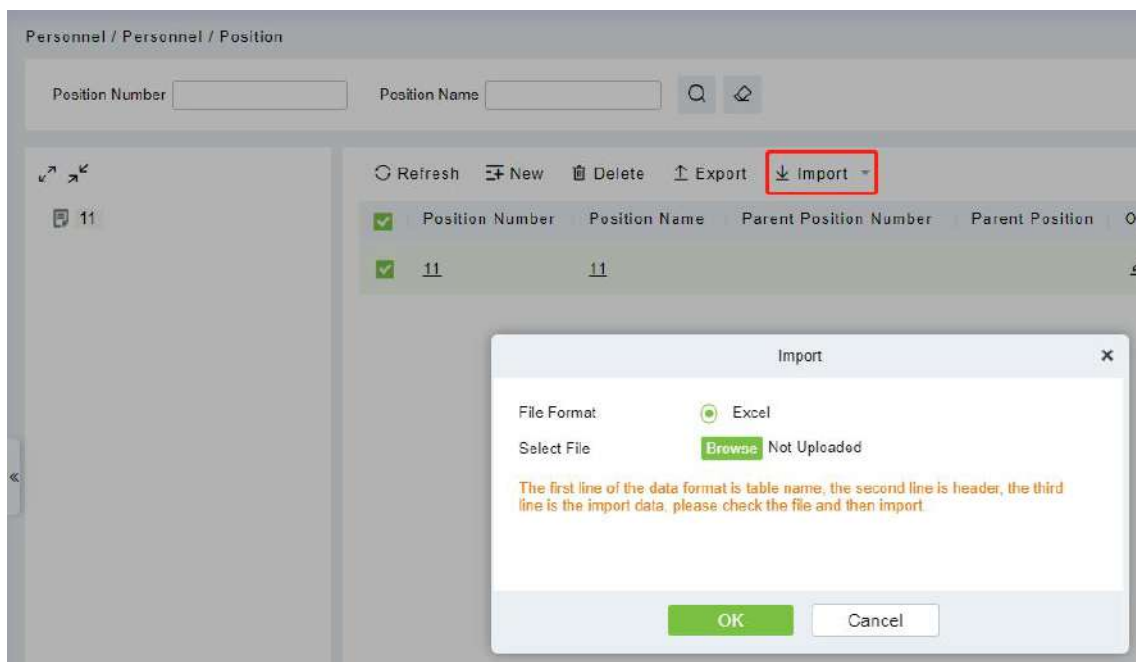 Personnel / Personnel / Position
Position Number Position Name
Refresh New Delete Export Import
11
Position Number Position Name Parent Position Number Parent Position
11 11
Import
File Format Excel
Select File Browse Not Uploaded
The first line of the data format is table name, the second line is header, the third
line is the import data, please check the file and then import
OK Cancel